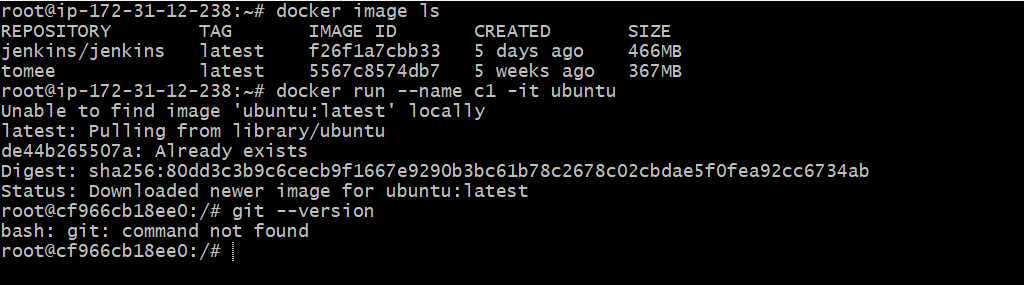 root@ip-172-31-12-238:~# docker image ls
REPOSITORY        TAG       IMAGE ID       CREATED       SIZE
jenkins/jenkins   latest    f26f1a7cbb33   5 days ago    466MB
tomee             latest    5567c8574db7   5 weeks ago   367MB
root@ip-172-31-12-238:~# docker run --name c1 -it ubuntu
Unable to find image 'ubuntu:latest' locally
latest: Pulling from library/ubuntu
de44b265507a: Already exists
Digest: sha256:80dd3c3b9c6cecb9f1667e9290b3bc61b78c2678c02cbdae5f0fea92cc6734ab
Status: Downloaded newer image for ubuntu:latest
root@cf966cb18ee0:/# git --version
bash: git: command not found
root@cf966cb18ee0:/#